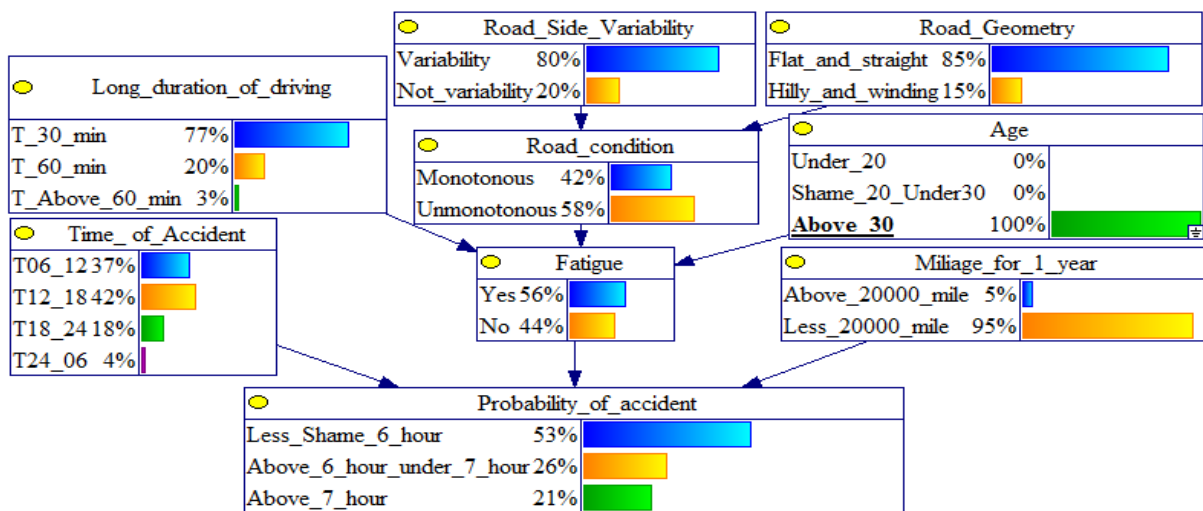 Road_Side_Variability
Variability 80%
Not_variability 20%
Road_Geometry
Flat_and_straight 85%
Hilly_and_winding 15%
Long_duration_of_driving
T_30_min 77%
T_60_min 20%
T_Above_60_min 3%
Road_condition
Monotonous 42%
Unmonotonous 58%
Age
Under_20 0%
Shame_20_Under30 0%
Above_30 100%
Time_ of_Accident
T06_12 37%
T12_18 42%
T18_24 18%
T24_06 4%
Fatigue
Yes 56%
No 44%
Miliage_for_1_year
Above_20000_mile 5%
Less_20000_mile 95%
Probability_of_accident
Less_Shame_6_hour 53%
Above_6_hour_under_7_hour 26%
Above_7_hour 21%